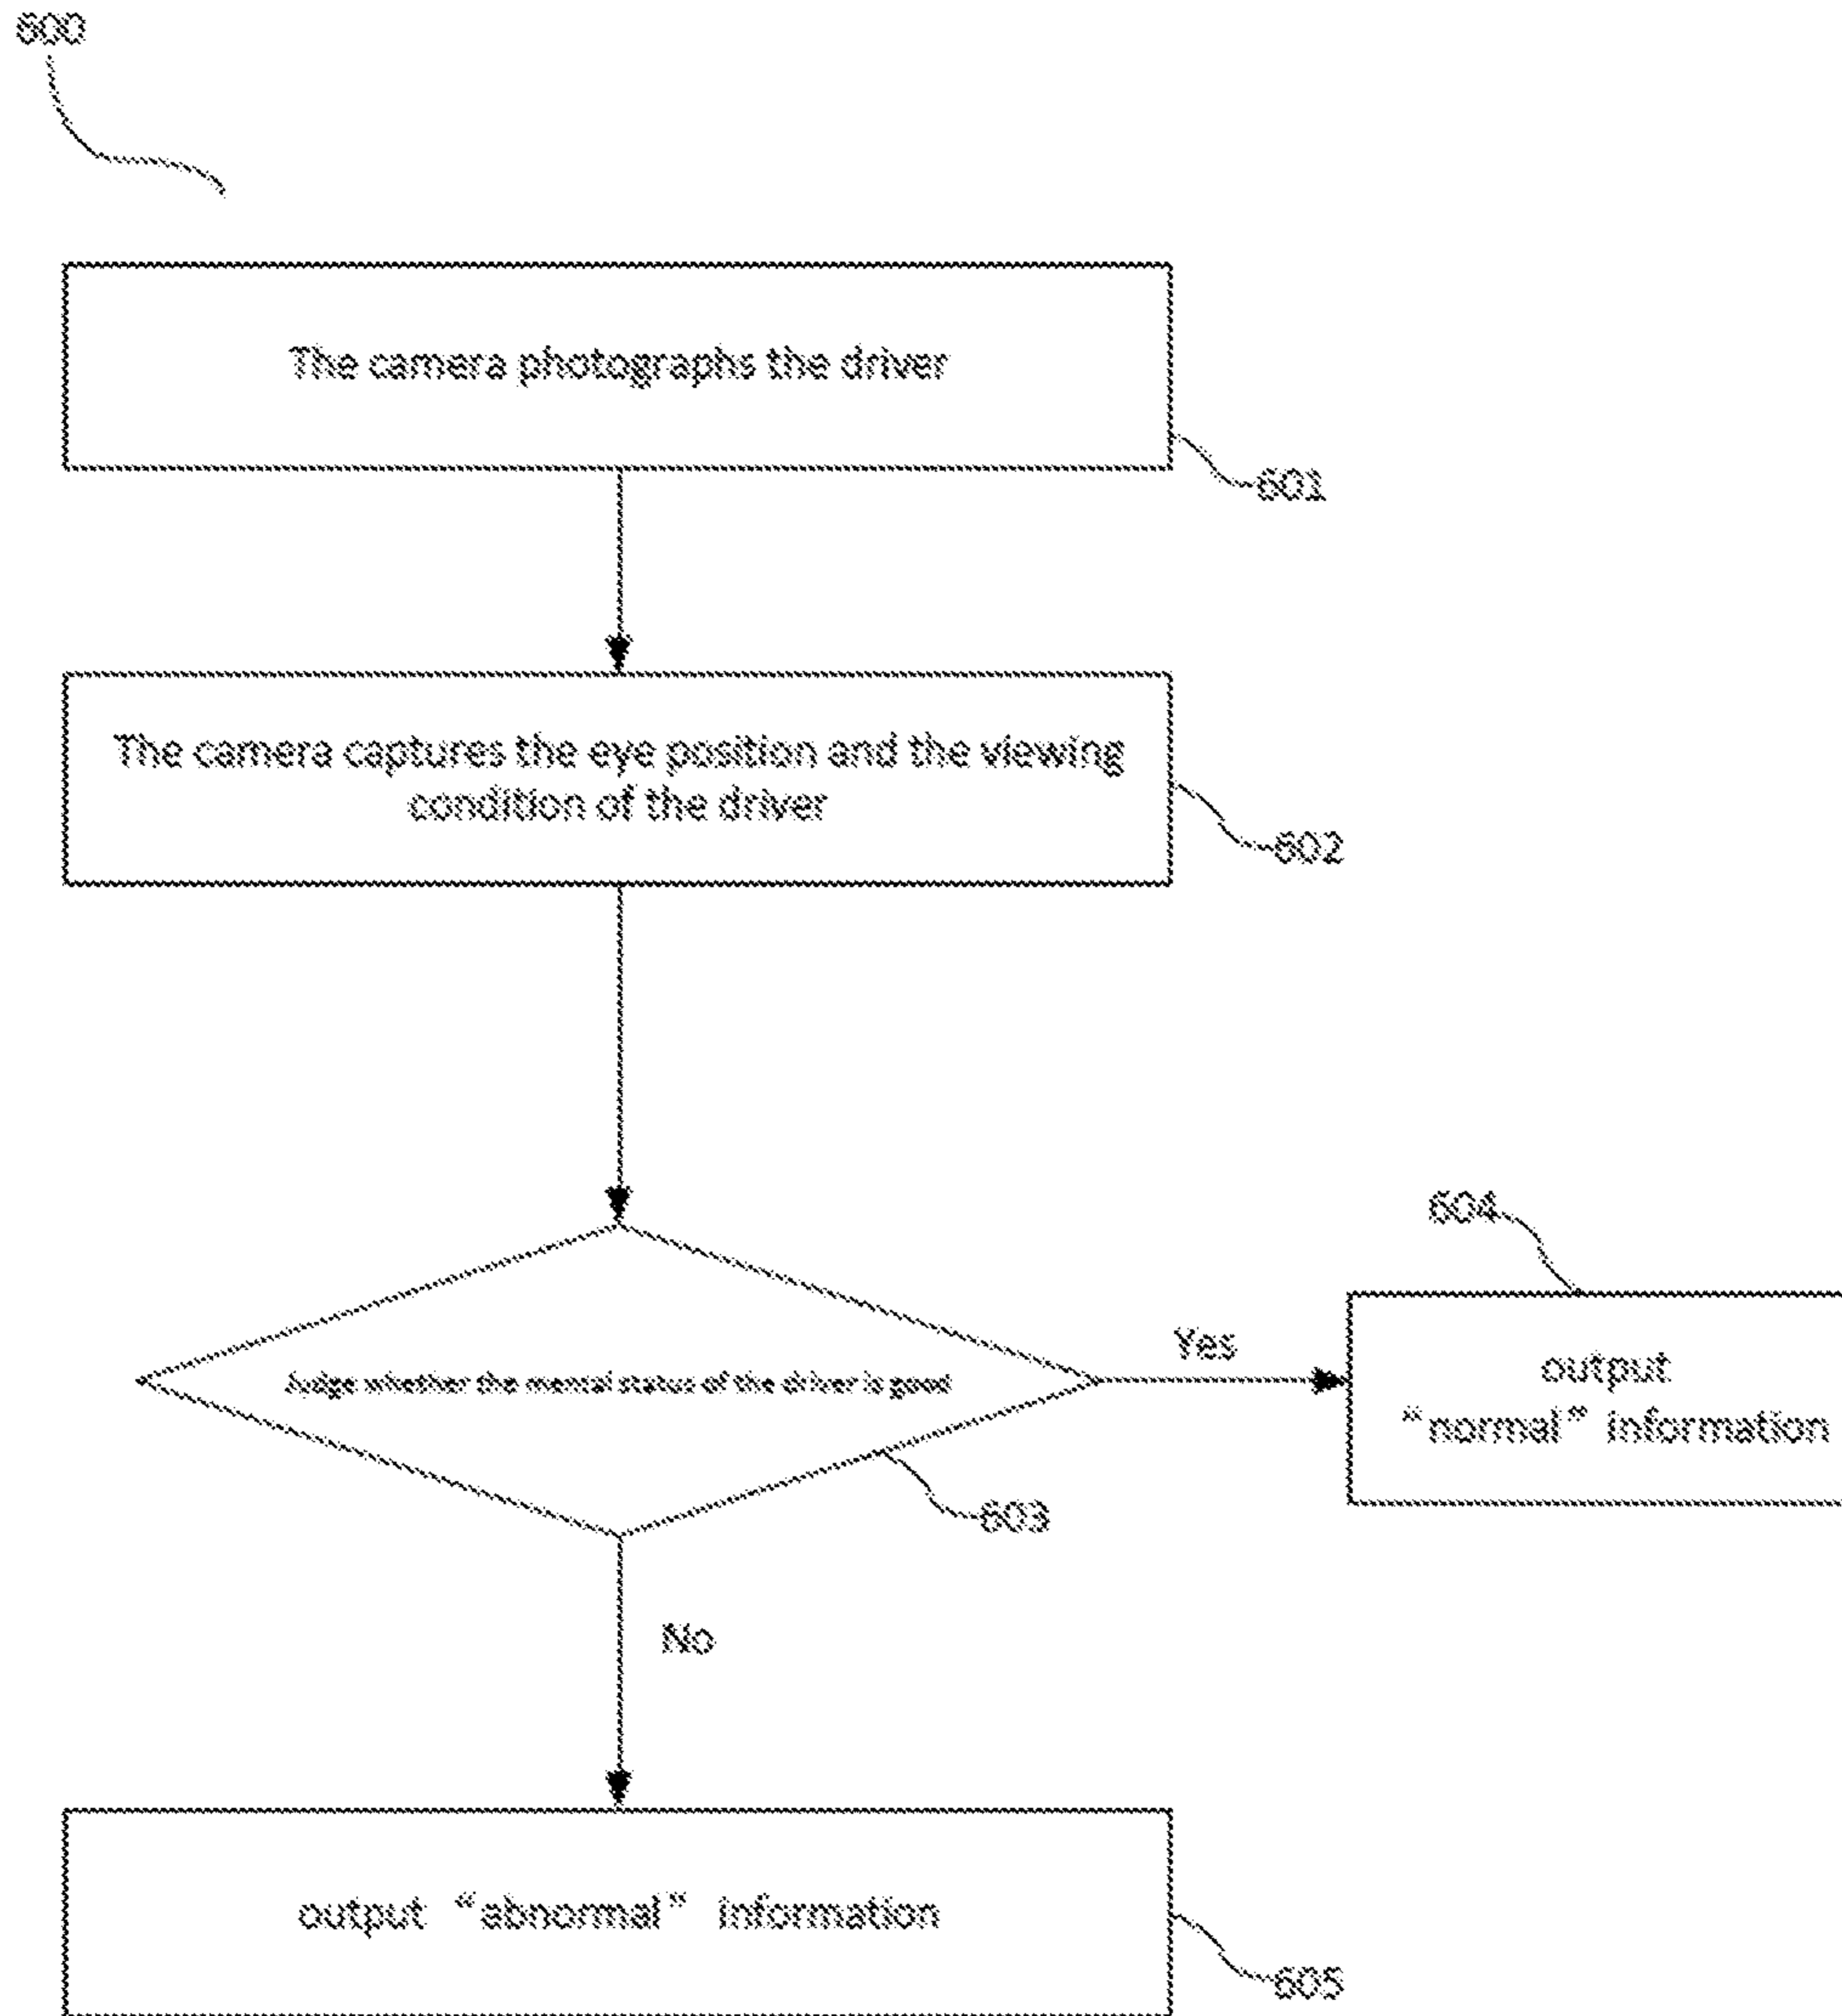 600
The camera photographs the driver
601
The camera captures the eye position and the viewing
condition of the driver
602
604
Yes
output
“normal” information
Judge whether the mental status of the driver is good
603
No
output “abnormal” information
605